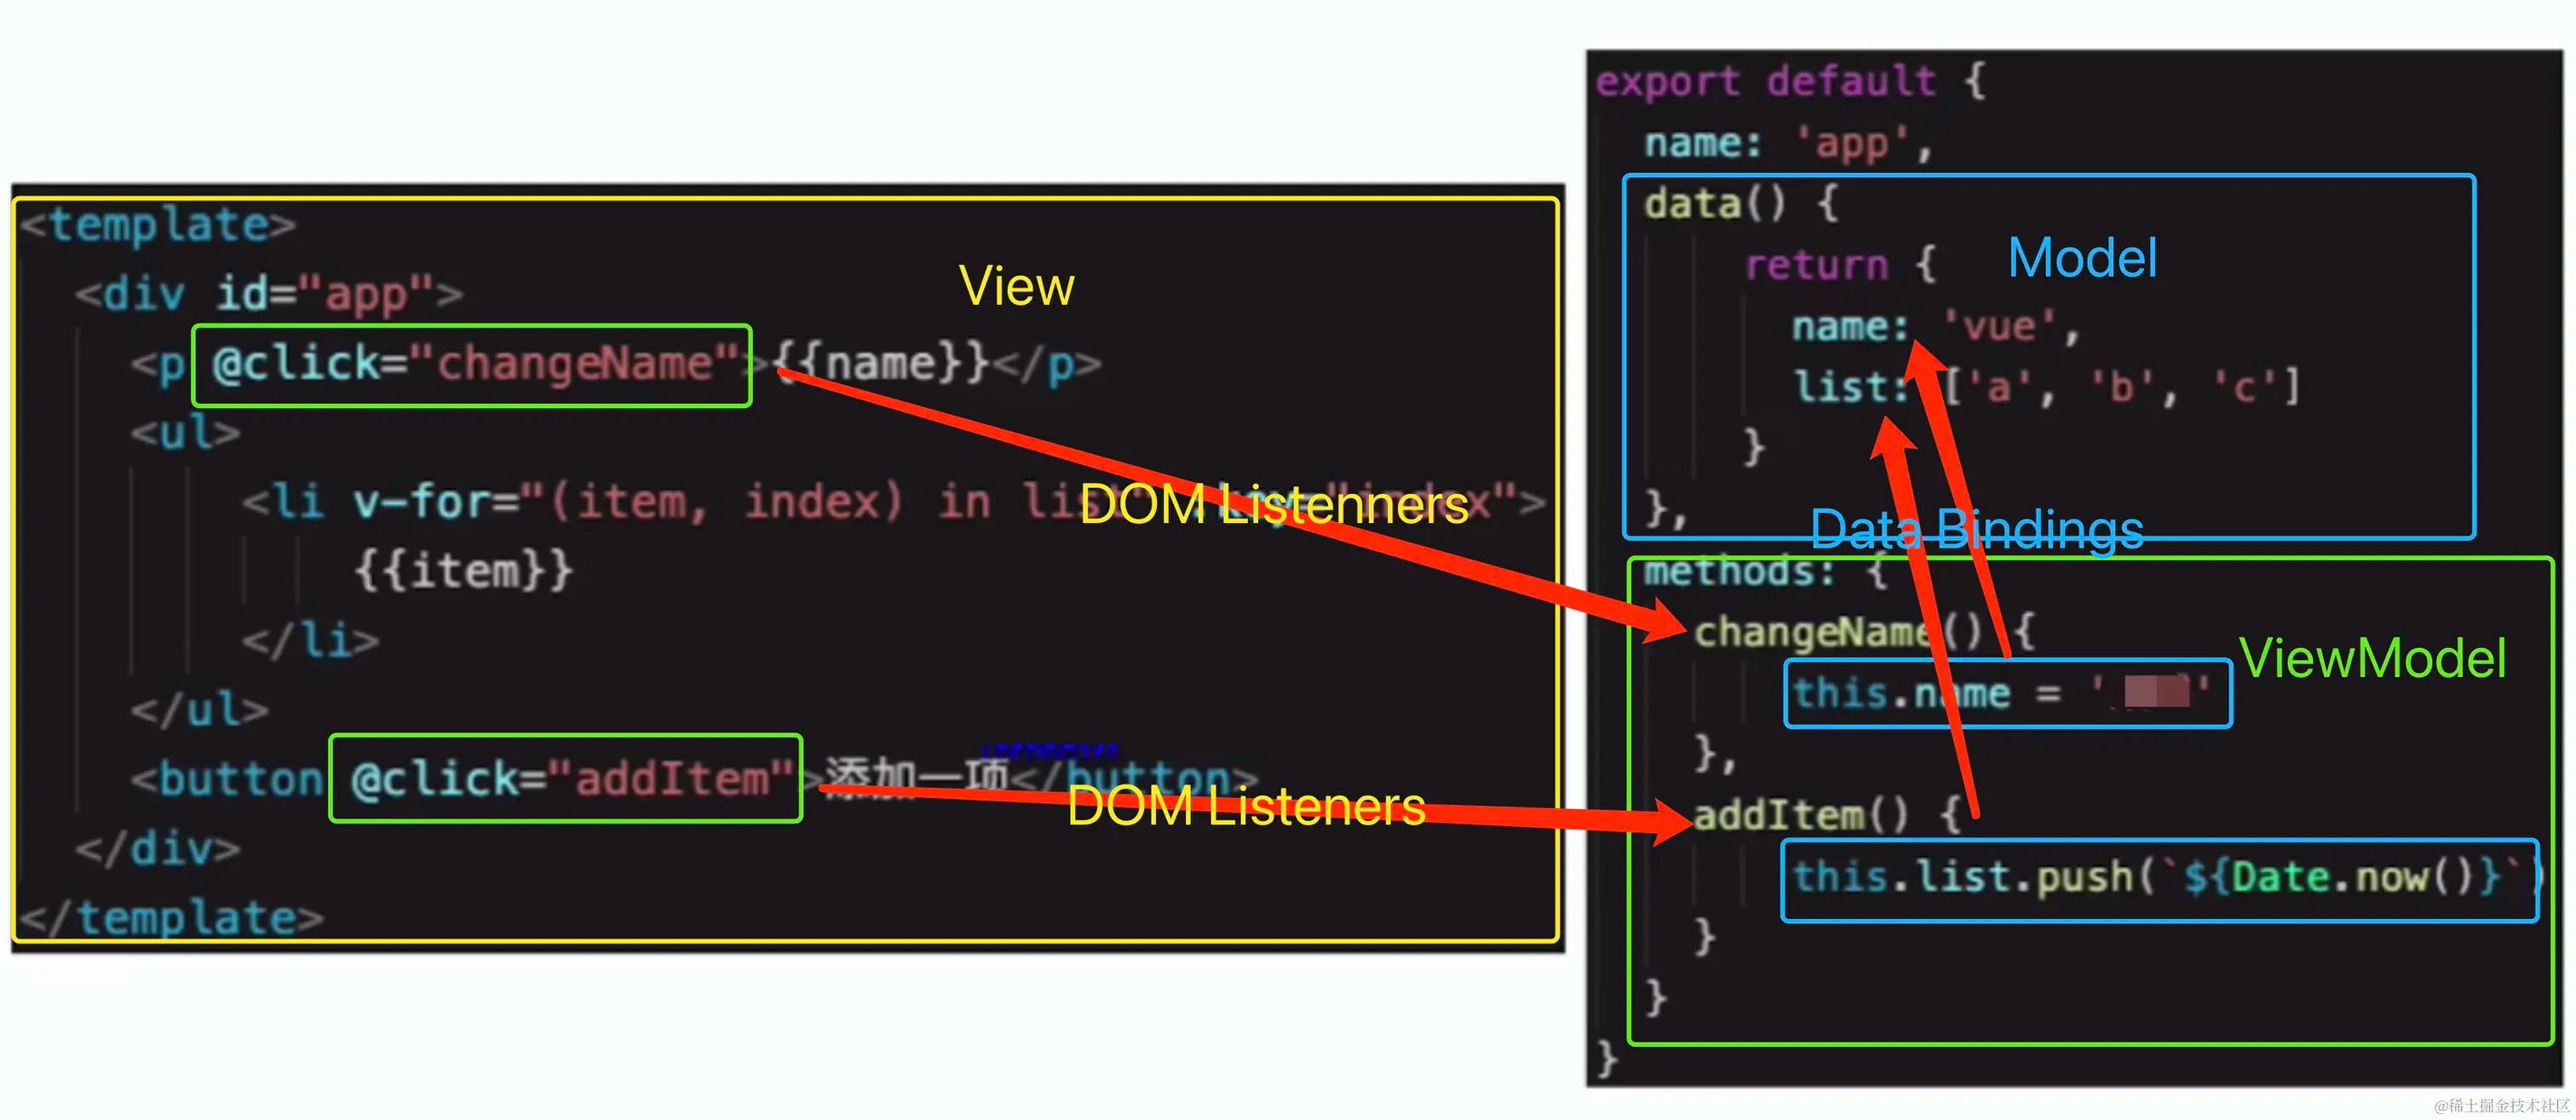 <template>
<div id="app">
View
<p @click="changeName">{{name}}</p>
<ul>
<li v-for="(item, index) in list" :key="index">
DOM Listenners
{{item}}
</li>
</ul>
<button @click="addItem">添加一项</button>
DOM Listeners
</div>
</template>
export default {
name: 'app',
data() {
return {
Model
name: 'vue',
list: ['a', 'b', 'c']
}
},
Data Bindings
methods: {
changeName() {
ViewModel
this.name = ' '
},
addItem() {
this.list.push(`${Date.now()}`)
}
}
}
@稀土掘金技术社区